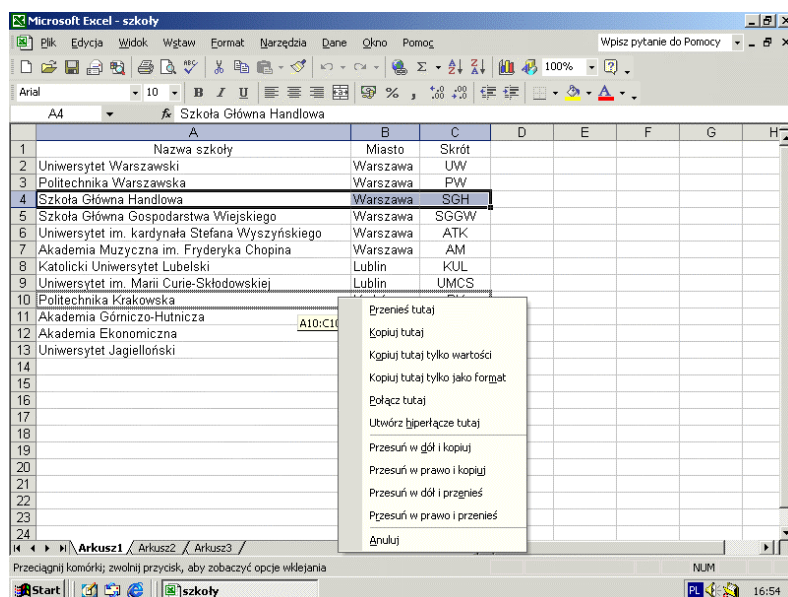 Microsoft Excel - szkoły
Plik Edycja Widok Wstaw Format Narzędzia Dane Okno Pomoc Wpisz pytanie do Pomocy
100%
Arial 10 B I U
A4 fx Szkoła Główna Handlowa
A B C D E F G H
1 Nazwa szkoły Miasto Skrót
2 Uniwersytet Warszawski Warszawa UW
3 Politechnika Warszawska Warszawa PW
4 Szkoła Główna Handlowa Warszawa SGH
5 Szkoła Główna Gospodarstwa Wiejskiego Warszawa SGGW
6 Uniwersytet im. kardynała Stefana Wyszyńskiego Warszawa ATK
7 Akademia Muzyczna im. Fryderyka Chopina Warszawa AM
8 Katolicki Uniwersytet Lubelski Lublin KUL
9 Uniwersytet im. Marii Curie-Skłodowskiej Lublin UMCS
10 Politechnika Krakowska
11 Akademia Górniczo-Hutnicza
12 Akademia Ekonomiczna
13 Uniwersytet Jagielloński
14
15
16
17
18
19
20
21
22
23
24
A10:C10
Przenieś tutaj
Kopiuj tutaj
Kopiuj tutaj tylko wartości
Kopiuj tutaj tylko jako format
Połącz tutaj
Utwórz hiperłącze tutaj
Przesuń w dół i kopiuj
Przesuń w prawo i kopiuj
Przesuń w dół i przenieś
Przesuń w prawo i przenieś
Anuluj
Arkusz1 Arkusz2 Arkusz3
Przeciągnij komórki; zwolnij przycisk, aby zobaczyć opcje wklejania NUM
Start szkoły PL 16:54